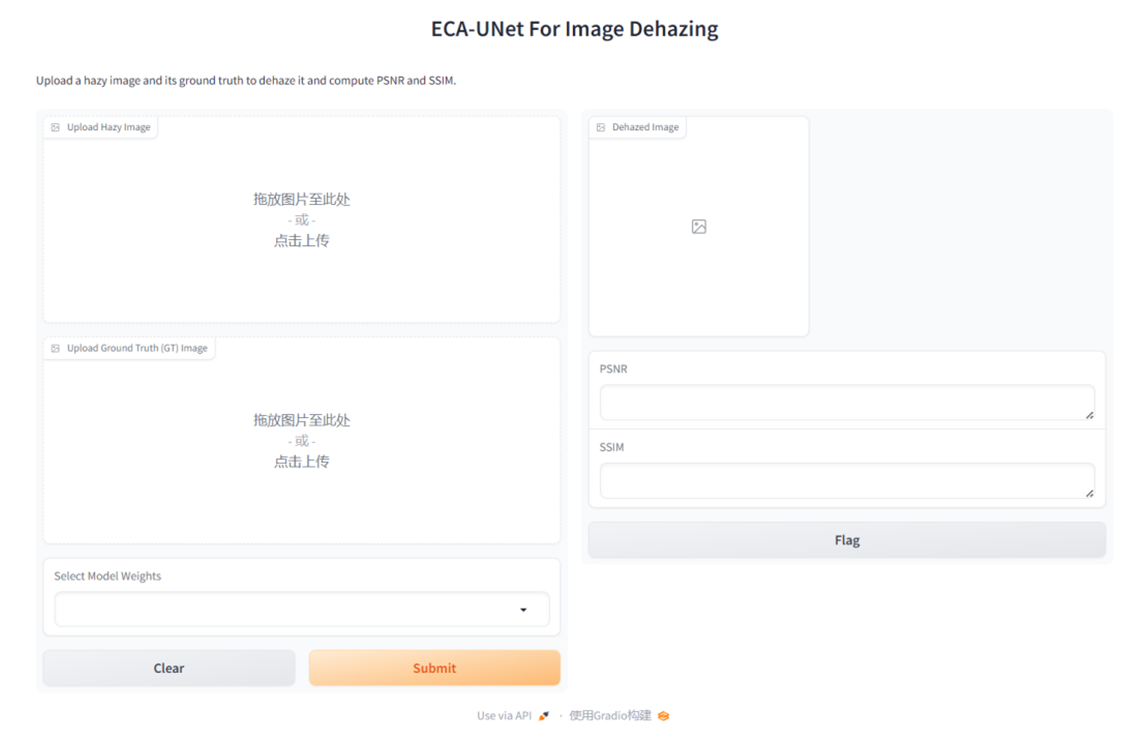 ECA-UNet For Image Dehazing
Upload a hazy image and its ground truth to dehaze it and compute PSNR and SSIM.
Upload Hazy Image
拖放图片至此处
- 或 -
点击上传
Upload Ground Truth (GT) Image
拖放图片至此处
- 或 -
点击上传
Select Model Weights
Clear
Submit
Dehazed Image
PSNR
SSIM
Flag
Use via API · 使用Gradio构建